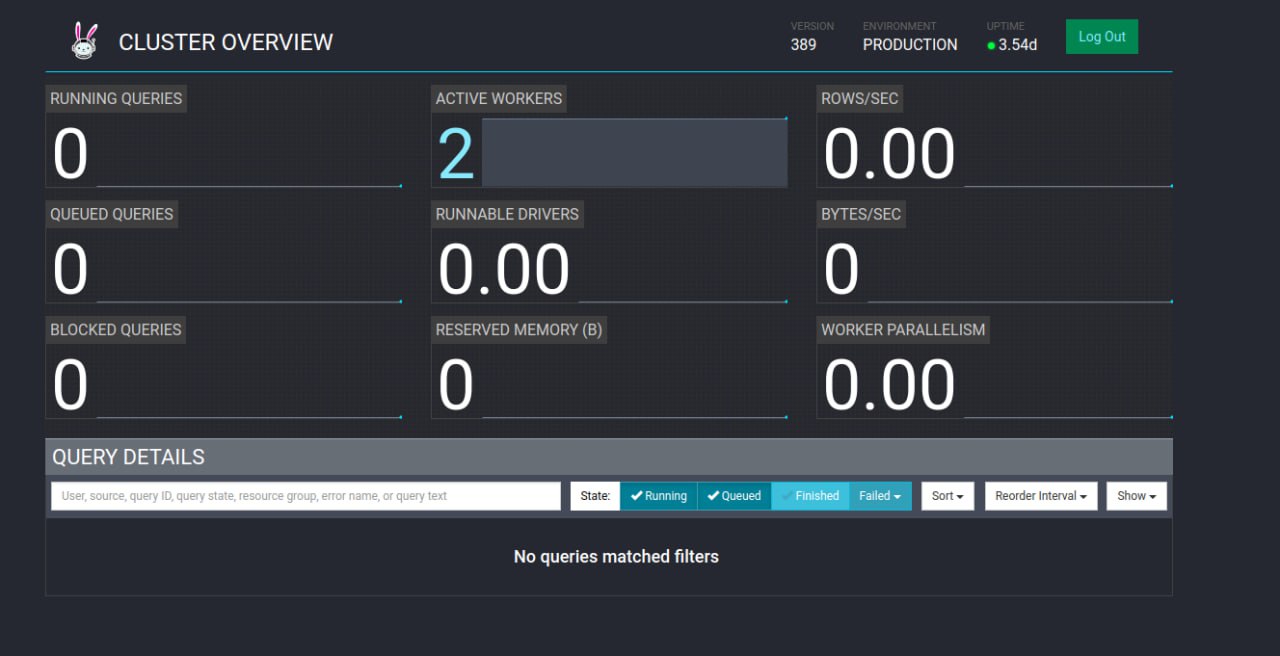 CLUSTER OVERVIEW
VERSION
389
ENVIRONMENT
PRODUCTION
UPTIME
3.54d
Log Out
RUNNING QUERIES
0
ACTIVE WORKERS
2
ROWS/SEC
0.00
QUEUED QUERIES
0
RUNNABLE DRIVERS
0.00
BYTES/SEC
0
BLOCKED QUERIES
0
RESERVED MEMORY (B)
0
WORKER PARALLELISM
0.00
QUERY DETAILS
User, source, query ID, query state, resource group, error name, or query text
State:
Running
Queued
Finished
Failed
Sort
Reorder Interval
Show
No queries matched filters